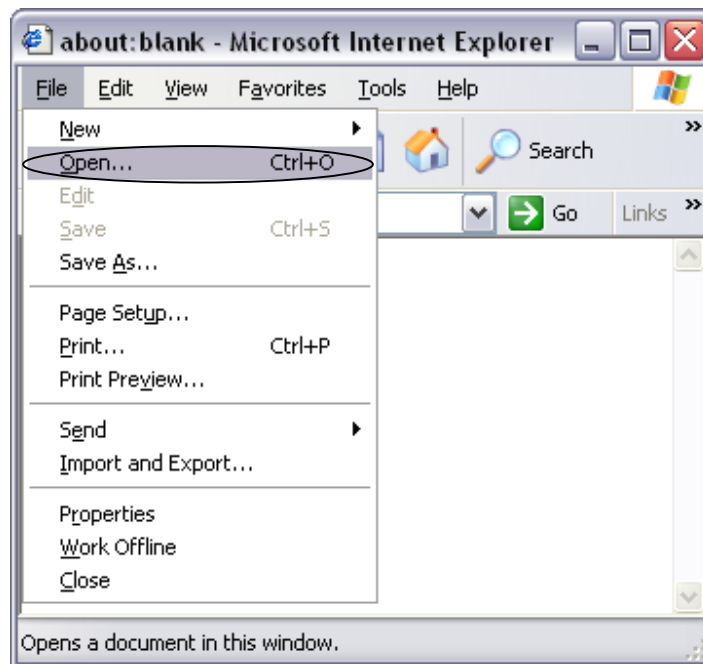 about:blank - Microsoft Internet Explorer
File Edit View Favorites Tools Help
New
Open... Ctrl+O
Search
Edit
Save Ctrl+S
Go Links
Save As...
Page Setup...
Print... Ctrl+P
Print Preview...
Send
Import and Export...
Properties
Work Offline
Close
Opens a document in this window.